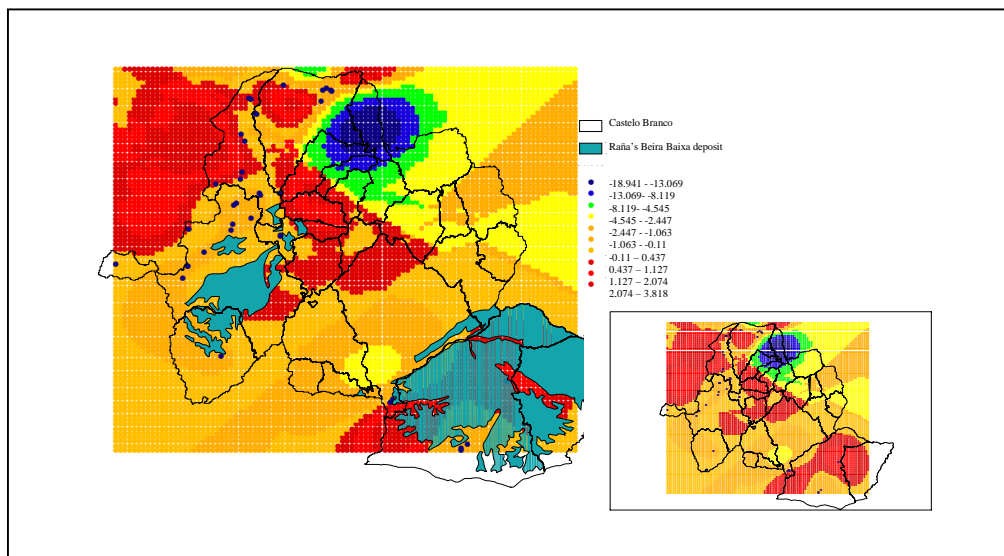 Castelo Branco
Raña's Beira Baixa deposit
-18.941 - -13.069
-13.069- -8.119
-8.119- -4.545
-4.545 - -2.447
-2.447 - -1.063
-1.063 - -0.11
-0.11 – 0.437
0.437 – 1.127
1.127 – 2.074
2.074 – 3.818